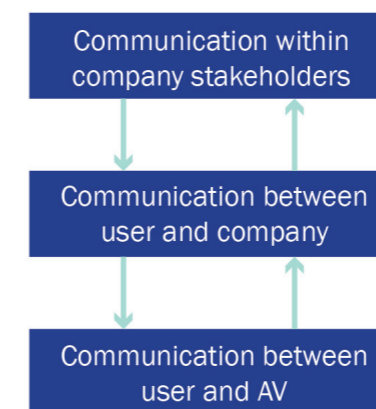 Communication within
company stakeholders
Communication between
user and company
Communication between
user and AV